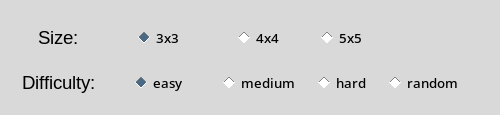 Size: 3x3 4x4 5x5
Difficulty: easy medium hard random